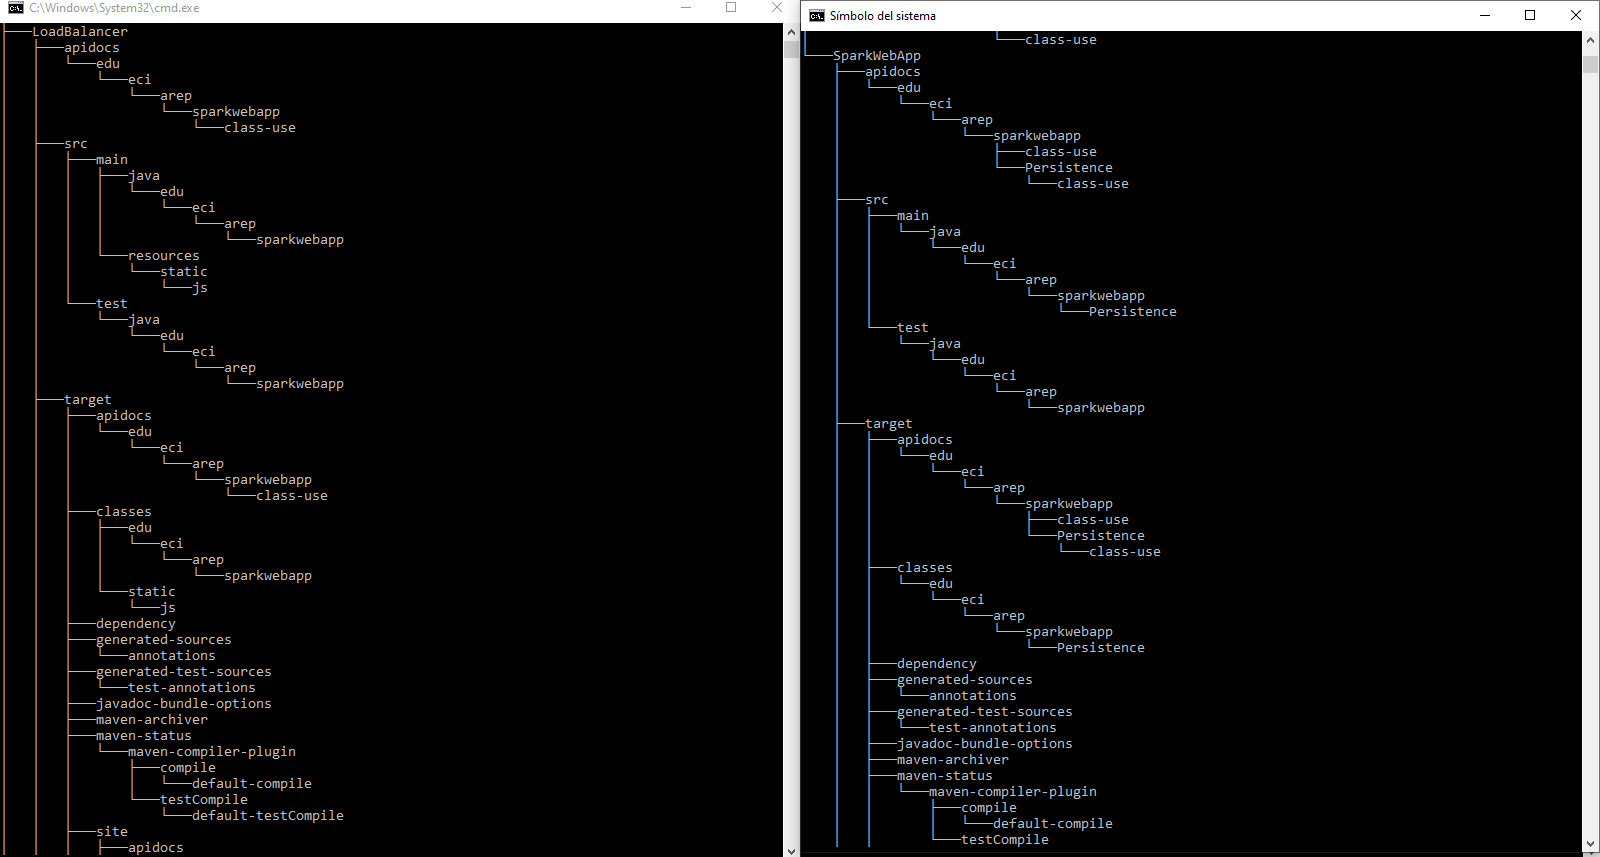 C:\Windows\System32\cmd.exe
LoadBalancer
apidocs
edu
eci
arep
sparkwebapp
class-use
src
main
java
edu
eci
arep
sparkwebapp
resources
static
js
test
java
edu
eci
arep
sparkwebapp
target
apidocs
edu
eci
arep
sparkwebapp
class-use
classes
edu
eci
arep
sparkwebapp
static
js
dependency
generated-sources
annotations
generated-test-sources
test-annotations
javadoc-bundle-options
maven-archiver
maven-status
maven-compiler-plugin
compile
default-compile
testCompile
default-testCompile
site
apidocs
Símbolo del sistema
class-use
SparkWebApp
apidocs
edu
eci
arep
sparkwebapp
class-use
Persistence
class-use
src
main
java
edu
eci
arep
sparkwebapp
Persistence
test
java
edu
eci
arep
sparkwebapp
target
apidocs
edu
eci
arep
sparkwebapp
class-use
Persistence
class-use
classes
edu
eci
arep
sparkwebapp
Persistence
dependency
generated-sources
annotations
generated-test-sources
test-annotations
javadoc-bundle-options
maven-archiver
maven-status
maven-compiler-plugin
compile
default-compile
testCompile